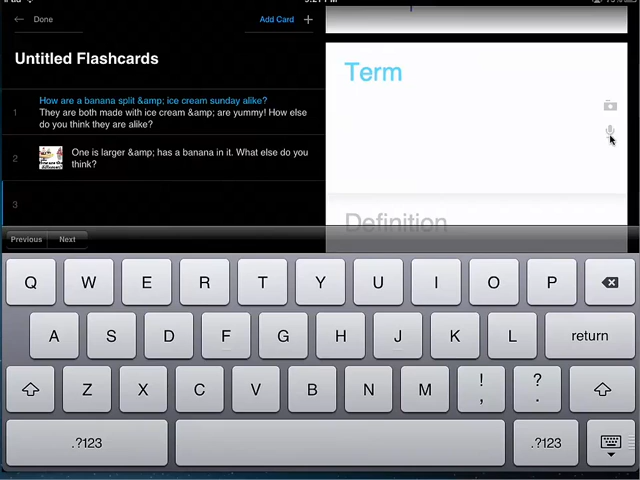 Done
Add Card +
Untitled Flashcards
1
How are a banana split &amp; ice cream sunday alike?
They are both made with ice cream &amp; are yummy! How else
do you think they are alike?
2
One is larger &amp; has a banana in it. What else do you
think?
3
Term
Definition
Previous Next
Q W E R T Y U I O P
A S D F G H J K L return
Z X C V B N M ! , ? .
.?123 .?123